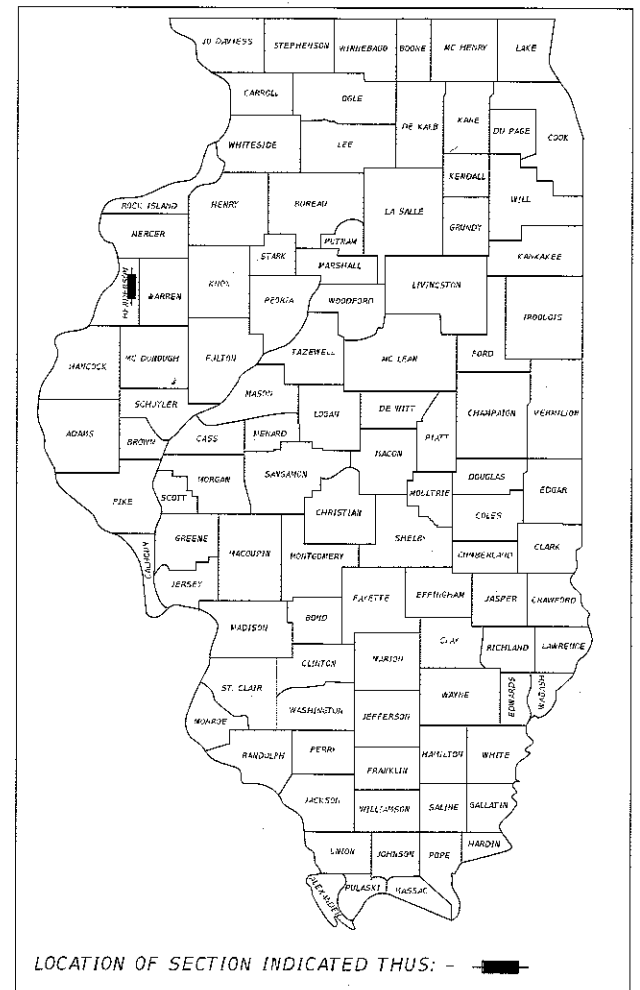 JO DAVIESS STEPHENSON WINNEBAGO BOONE MC HENRY LAKE
CARROLL OGLE
DE KALB KANE DU PAGE COOK
WHITESIDE LEE
KENDALL
ROCK ISLAND HENRY BUREAU LA SALLE WILL
MERCER GRUNDY
PUTNAM
STARK MARSHALL KANKAKEE
HENDERSON WARREN KNOX PEORIA WOODFORD LIVINGSTON
IROQUOIS
HANCOCK MC DONOUGH FULTON TAZEWELL MC LEAN FORD
MASON
SCHUYLER LOGAN DE WITT CHAMPAIGN VERMILION
ADAMS BROWN CASS MENARD PIATT
MACON
MORGAN SANGAMON DOUGLAS EDGAR
PIKE SCOTT CHRISTIAN MOULTRIE
COLES
GREENE MACOUPIN MONTGOMERY SHELBY CUMBERLAND CLARK
CALHOUN
JERSEY
FAYETTE EFFINGHAM JASPER CRAWFORD
MADISON BOND
CLAY RICHLAND LAWRENCE
CLINTON MARION
ST. CLAIR WAYNE EDWARDS WABASH
WASHINGTON JEFFERSON
MONROE
RANDOLPH PERRY HAMILTON WHITE
FRANKLIN
JACKSON WILLIAMSON SALINE GALLATIN
UNION JOHNSON POPE HARDIN
ALEXANDER PULASKI MASSAC
LOCATION OF SECTION INDICATED THUS: -